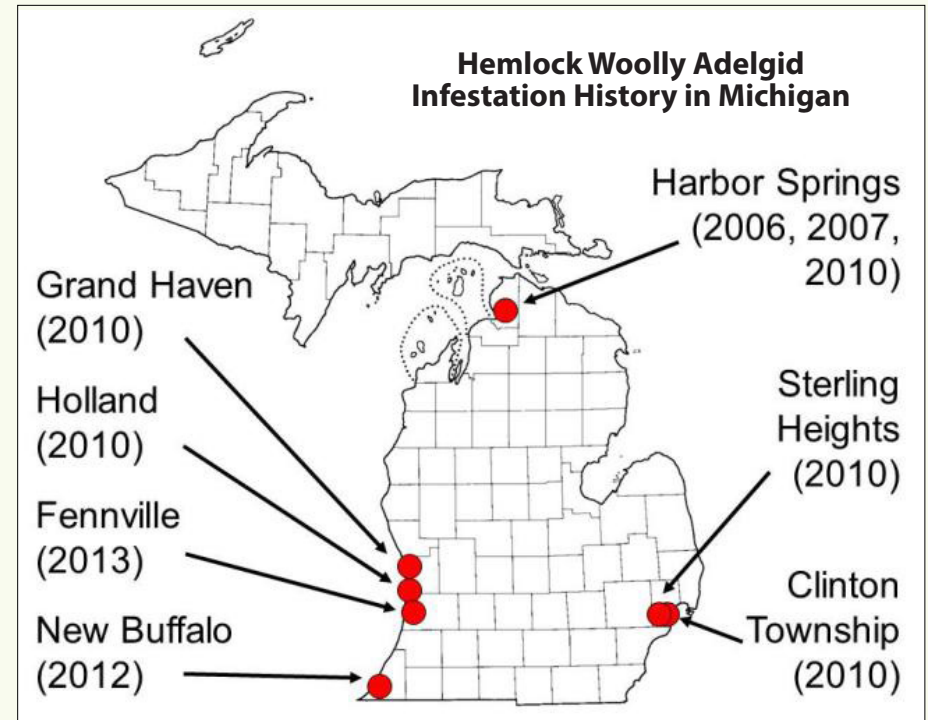 Hemlock Woolly Adelgid
Infestation History in Michigan
Harbor Springs
(2006, 2007,
2010)
Grand Haven
(2010)
Holland
(2010)
Fennville
(2013)
New Buffalo
(2012)
Sterling
Heights
(2010)
Clinton
Township
(2010)